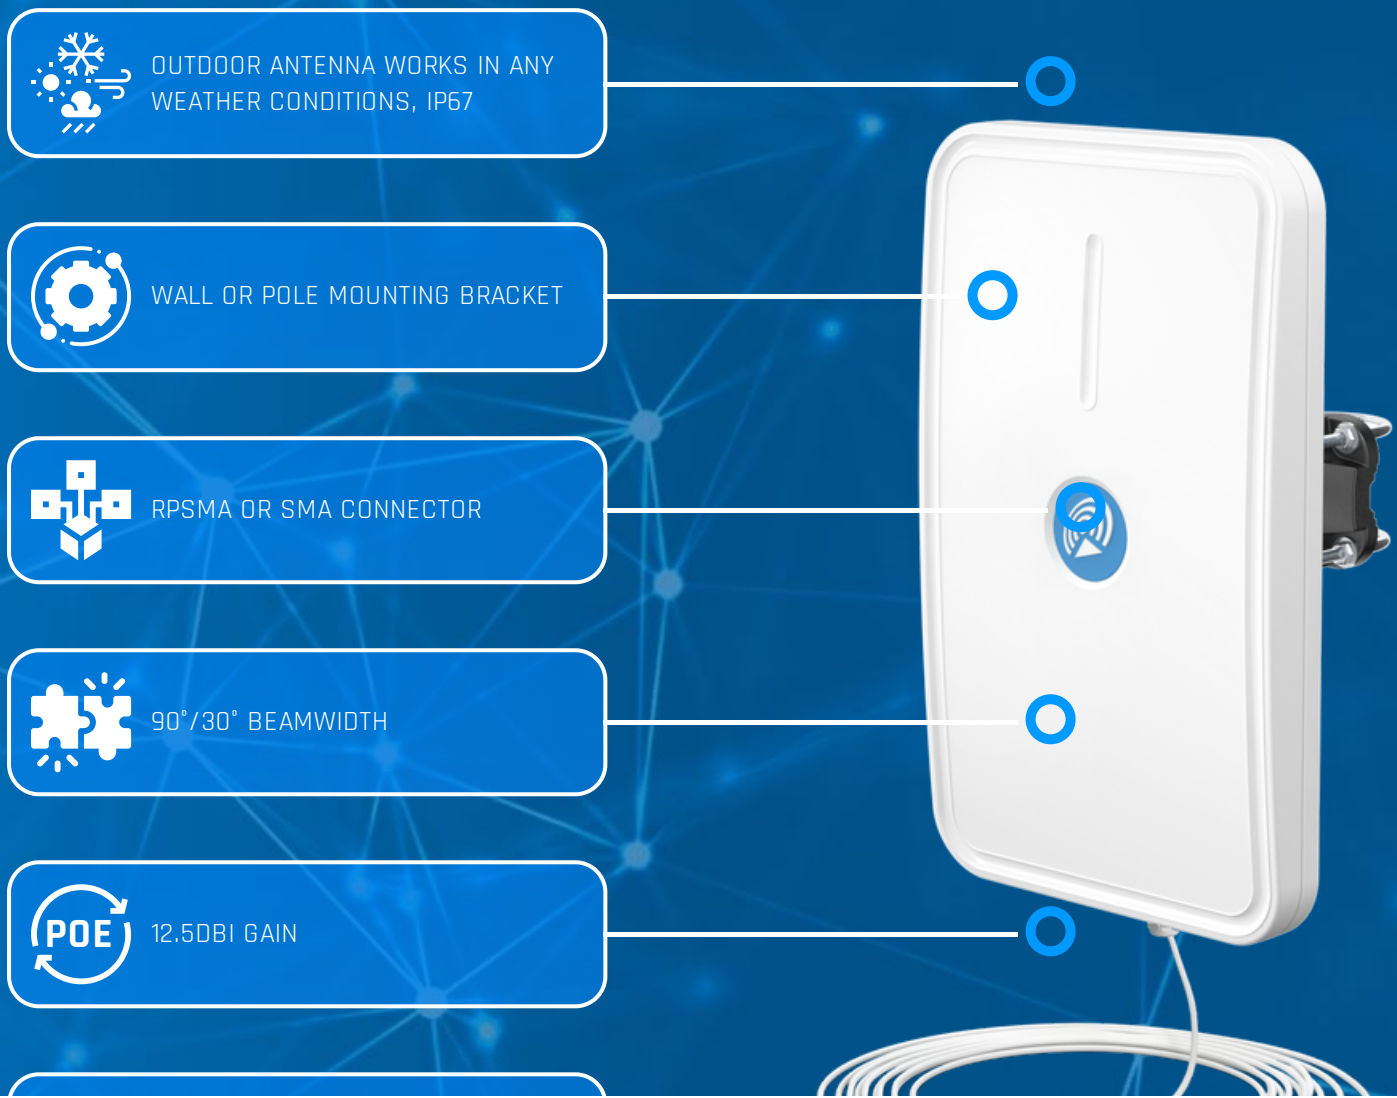 OUTDOOR ANTENNA WORKS IN ANY
WEATHER CONDITIONS, IP67
WALL OR POLE MOUNTING BRACKET
RPSMA OR SMA CONNECTOR
90°/30° BEAMWIDTH
POE
12.5DBI GAIN